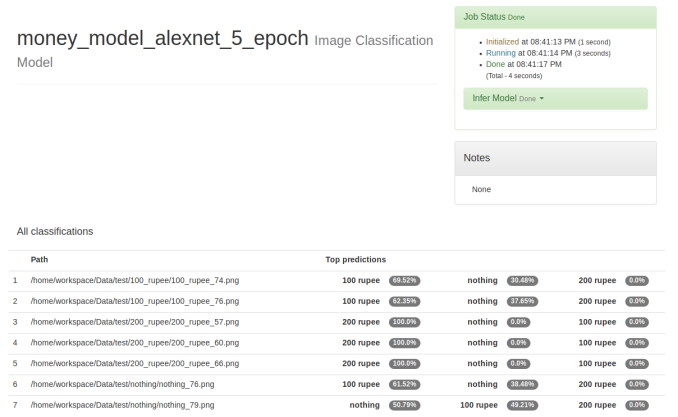 money_model_alexnet_5_epoch Image Classification
Model
Job Status Done
Initialized at 08:41:13 PM (1 second)
Running at 08:41:14 PM (3 seconds)
Done at 08:41:17 PM
(Total - 4 seconds)
Infer Model Done
Notes
None
All classifications
Path Top predictions
1 /home/workspace/Data/test/100_rupee/100_rupee_74.png 100 rupee 69.52% nothing 30.48% 200 rupee 0.0%
2 /home/workspace/Data/test/100_rupee/100_rupee_76.png 100 rupee 62.35% nothing 37.65% 200 rupee 0.0%
3 /home/workspace/Data/test/200_rupee/200_rupee_57.png 200 rupee 100.0% nothing 0.0% 100 rupee 0.0%
4 /home/workspace/Data/test/200_rupee/200_rupee_60.png 200 rupee 100.0% nothing 0.0% 100 rupee 0.0%
5 /home/workspace/Data/test/200_rupee/200_rupee_66.png 200 rupee 100.0% nothing 0.0% 100 rupee 0.0%
6 /home/workspace/Data/test/nothing/nothing_76.png 100 rupee 61.52% nothing 38.48% 200 rupee 0.0%
7 /home/workspace/Data/test/nothing/nothing_79.png nothing 50.79% 100 rupee 49.21% 200 rupee 0.0%